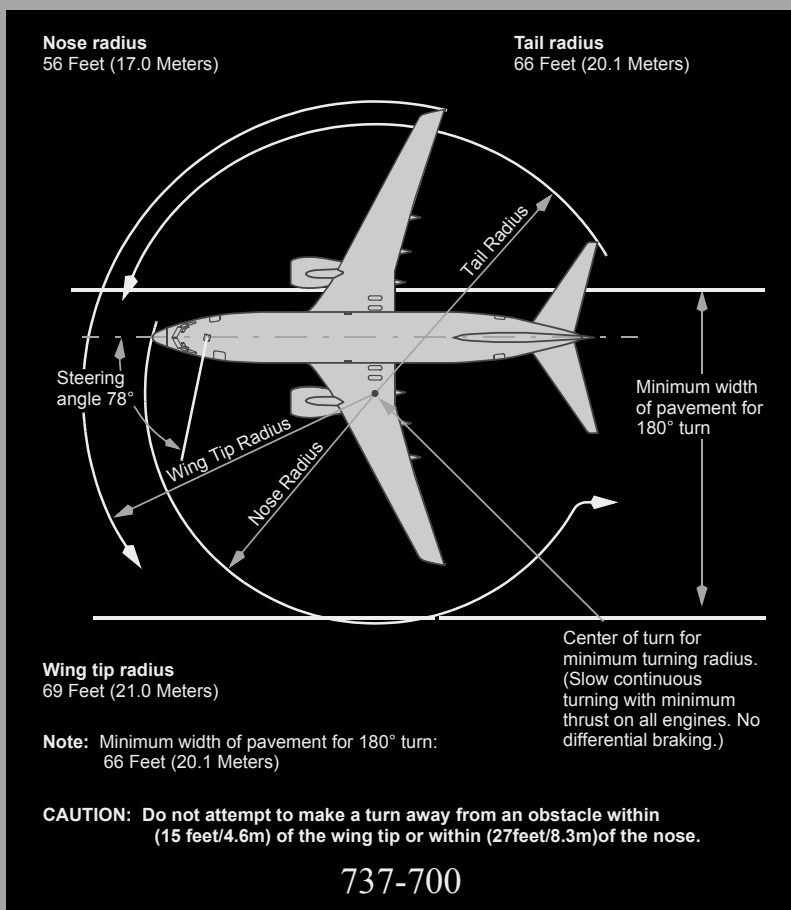 Nose radius
56 Feet (17.0 Meters)
Tail radius
66 Feet (20.1 Meters)
Tail Radius
Steering
angle 78°
Wing Tip Radius
Nose Radius
Minimum width
of pavement for
180° turn
Center of turn for
minimum turning radius.
(Slow continuous
turning with minimum
thrust on all engines. No
differential braking.)
Wing tip radius
69 Feet (21.0 Meters)
Note: Minimum width of pavement for 180° turn:
66 Feet (20.1 Meters)
CAUTION: Do not attempt to make a turn away from an obstacle within
(15 feet/4.6m) of the wing tip or within (27feet/8.3m)of the nose.
737-700